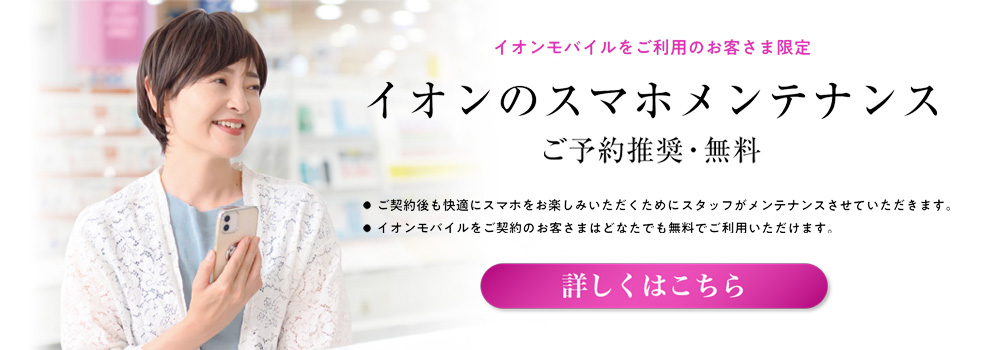 イオンモバイルをご利用のお客さま限定
イオンのスマホメンテナンス
ご予約推奨・無料
● ご契約後も快適にスマホをお楽しみいただくためにスタッフがメンテナンスさせていただきます。
● イオンモバイルをご契約のお客さまはどなたでも無料でご利用いただけます。
詳しくはこちら